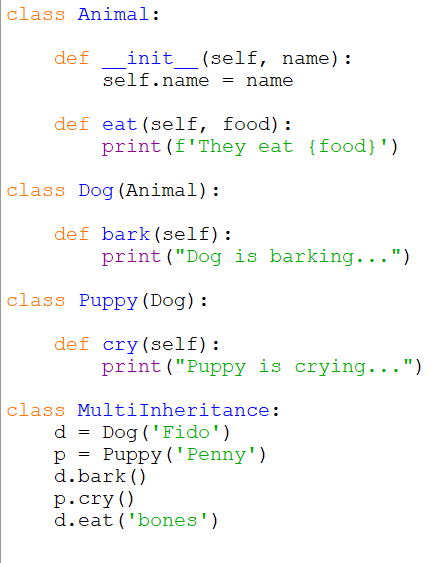 class Animal:
    def __init__(self, name):
        self.name = name
    def eat(self, food):
        print(f'They eat {food}')
class Dog(Animal):
    def bark(self):
        print("Dog is barking...")
class Puppy(Dog):
    def cry(self):
        print("Puppy is crying...")
class MultiInheritance:
    d = Dog('Fido')
    p = Puppy('Penny')
    d.bark()
    p.cry()
    d.eat('bones')